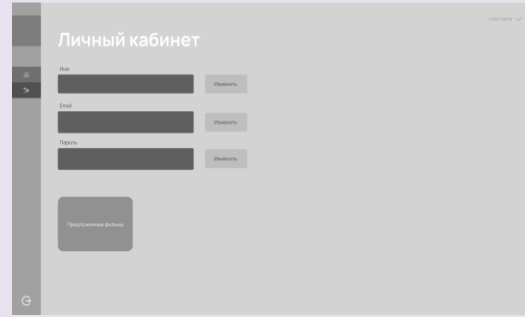 Личный кабинет
Имя
Изменить
Email
Изменить
Пароль
Изменить
Предложенные фильмы